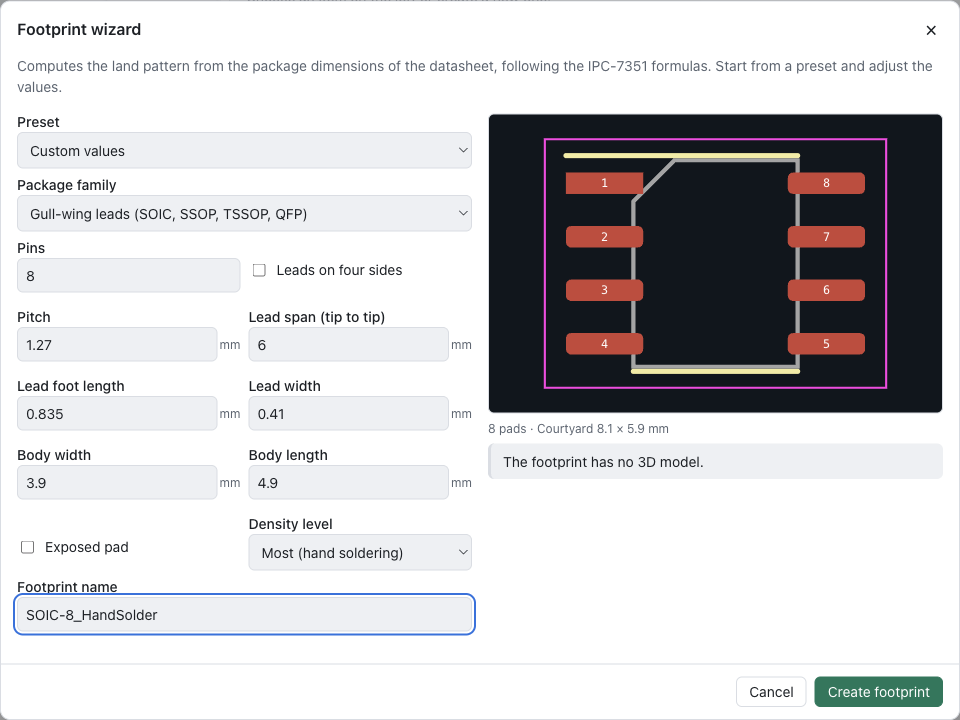 Footprint wizard
Computes the land pattern from the package dimensions of the datasheet, following the IPC-7351 formulas. Start from a preset and adjust the
values.
Preset
Custom values
Package family
Gull-wing leads (SOIC, SSOP, TSSOP, QFP)
Pins
8
Leads on four sides
Pitch
1.27 mm
Lead span (tip to tip)
6 mm
Lead foot length
0.835 mm
Lead width
0.41 mm
Body width
3.9 mm
Body length
4.9 mm
Exposed pad
Density level
Most (hand soldering)
Footprint name
SOIC-8_HandSolder
1 8
2 7
3 6
4 5
8 pads · Courtyard 8.1 × 5.9 mm
The footprint has no 3D model.
Cancel
Create footprint